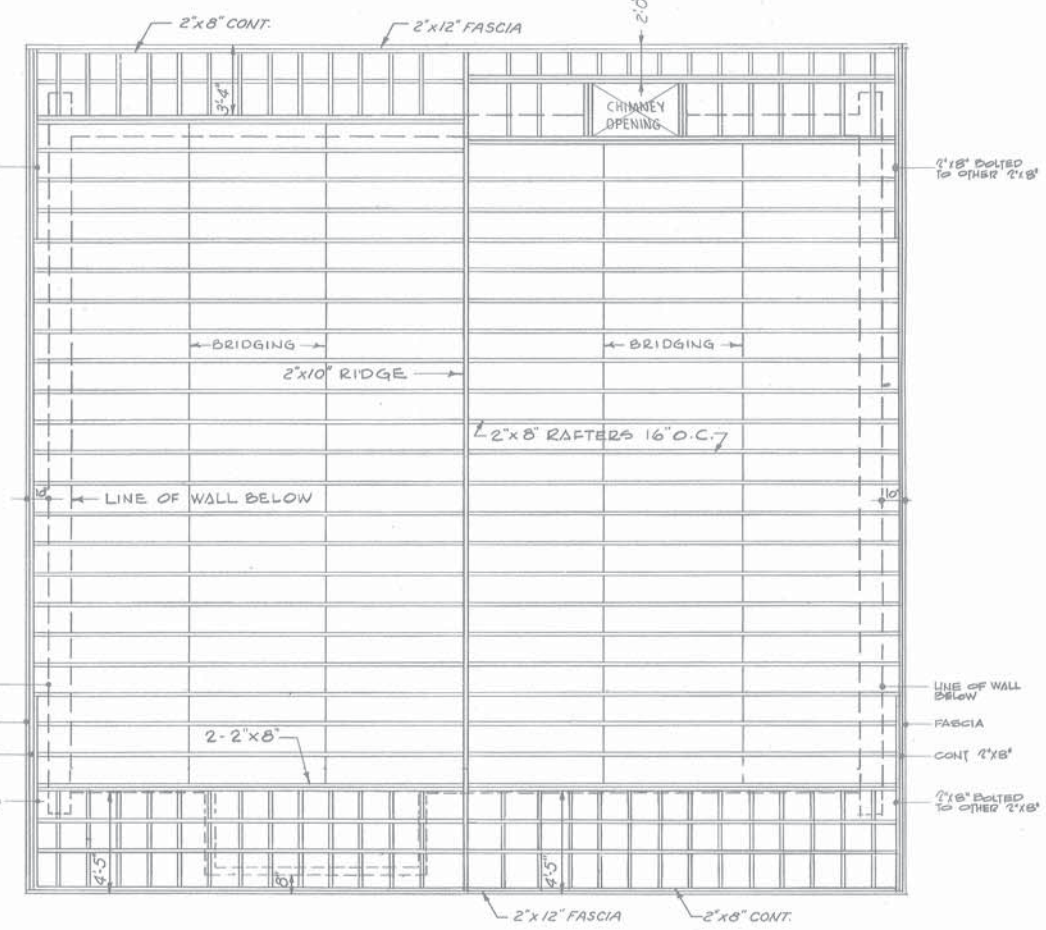 2"x8" CONT.
2"x12" FASCIA
2'-0
3'-4"
CHIMNEY
OPENING
2"x8" BOLTED
TO OTHER 2"x8"
BRIDGING
BRIDGING
2"x10" RIDGE
2"x8" RAFTERS 16" O.C.
10"
LINE OF WALL BELOW
10"
LINE OF WALL
BELOW
FASCIA
2-2"x8"
CONT 2"x8"
2"x8" BOLTED
TO OTHER 2"x8"
4'-5"
8"
4'-5"
2"x12" FASCIA
2"x8" CONT.